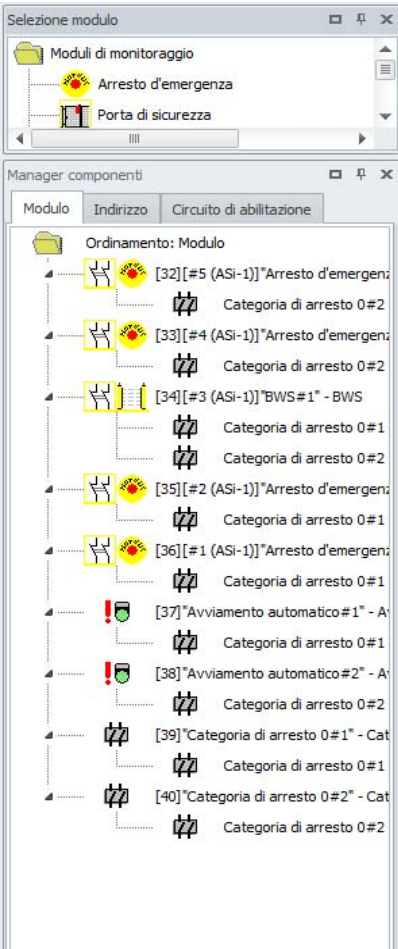 Selezione modulo
Moduli di monitoraggio
Arresto d'emergenza
Porta di sicurezza
Manager componenti
Modulo Indirizzo Circuito di abilitazione
Ordinamento: Modulo
[32][#5 (ASi-1)]"Arresto d'emergenz
Categoria di arresto 0#2
[33][#4 (ASi-1)]"Arresto d'emergenz
Categoria di arresto 0#2
[34][#3 (ASi-1)]"BWS#1" - BWS
Categoria di arresto 0#1
Categoria di arresto 0#2
[35][#2 (ASi-1)]"Arresto d'emergenz
Categoria di arresto 0#1
[36][#1 (ASi-1)]"Arresto d'emergenz
Categoria di arresto 0#1
[37]"Avviamento automatico#1" - Av
Categoria di arresto 0#1
[38]"Avviamento automatico#2" - Av
Categoria di arresto 0#2
[39]"Categoria di arresto 0#1" - Cat
Categoria di arresto 0#1
[40]"Categoria di arresto 0#2" - Cat
Categoria di arresto 0#2